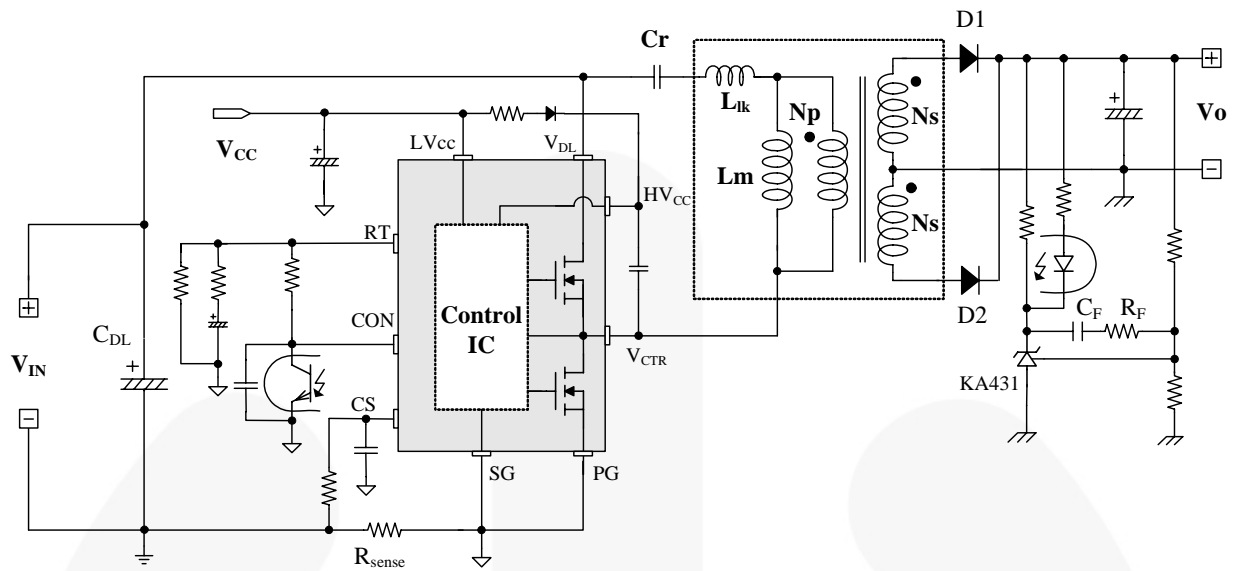 D1
Cr
+
Llk
Np
Ns
Vo
+
VCC
LVcc
VDL
Lm
HVCC
-
RT
Ns
+
CON
Control
IC
D2
CF
RF
VIN
CDL
+
+
VCTR
KA431
-
CS
SG
PG
Rsense